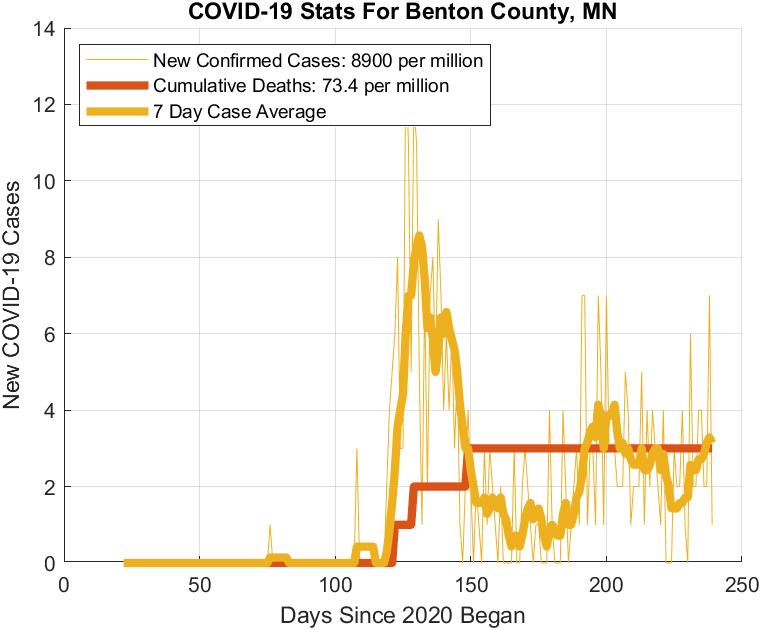 COVID-19 Stats For Benton County, MN
14
12
10
8
6
4
2
0
New Confirmed Cases: 8900 per million
Cumulative Deaths: 73.4 per million
7 Day Case Average
New COVID-19 Cases
0 50 100 150 200 250
Days Since 2020 Began